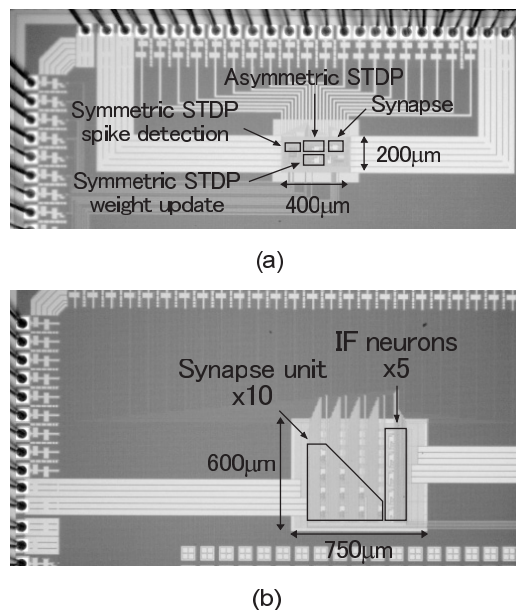 Asymmetric STDP
Symmetric STDP
spike detection
Synapse
200μm
Symmetric STDP
weight update
400μm
(a)
IF neurons
x5
Synapse unit
x10
600μm
750μm
(b)